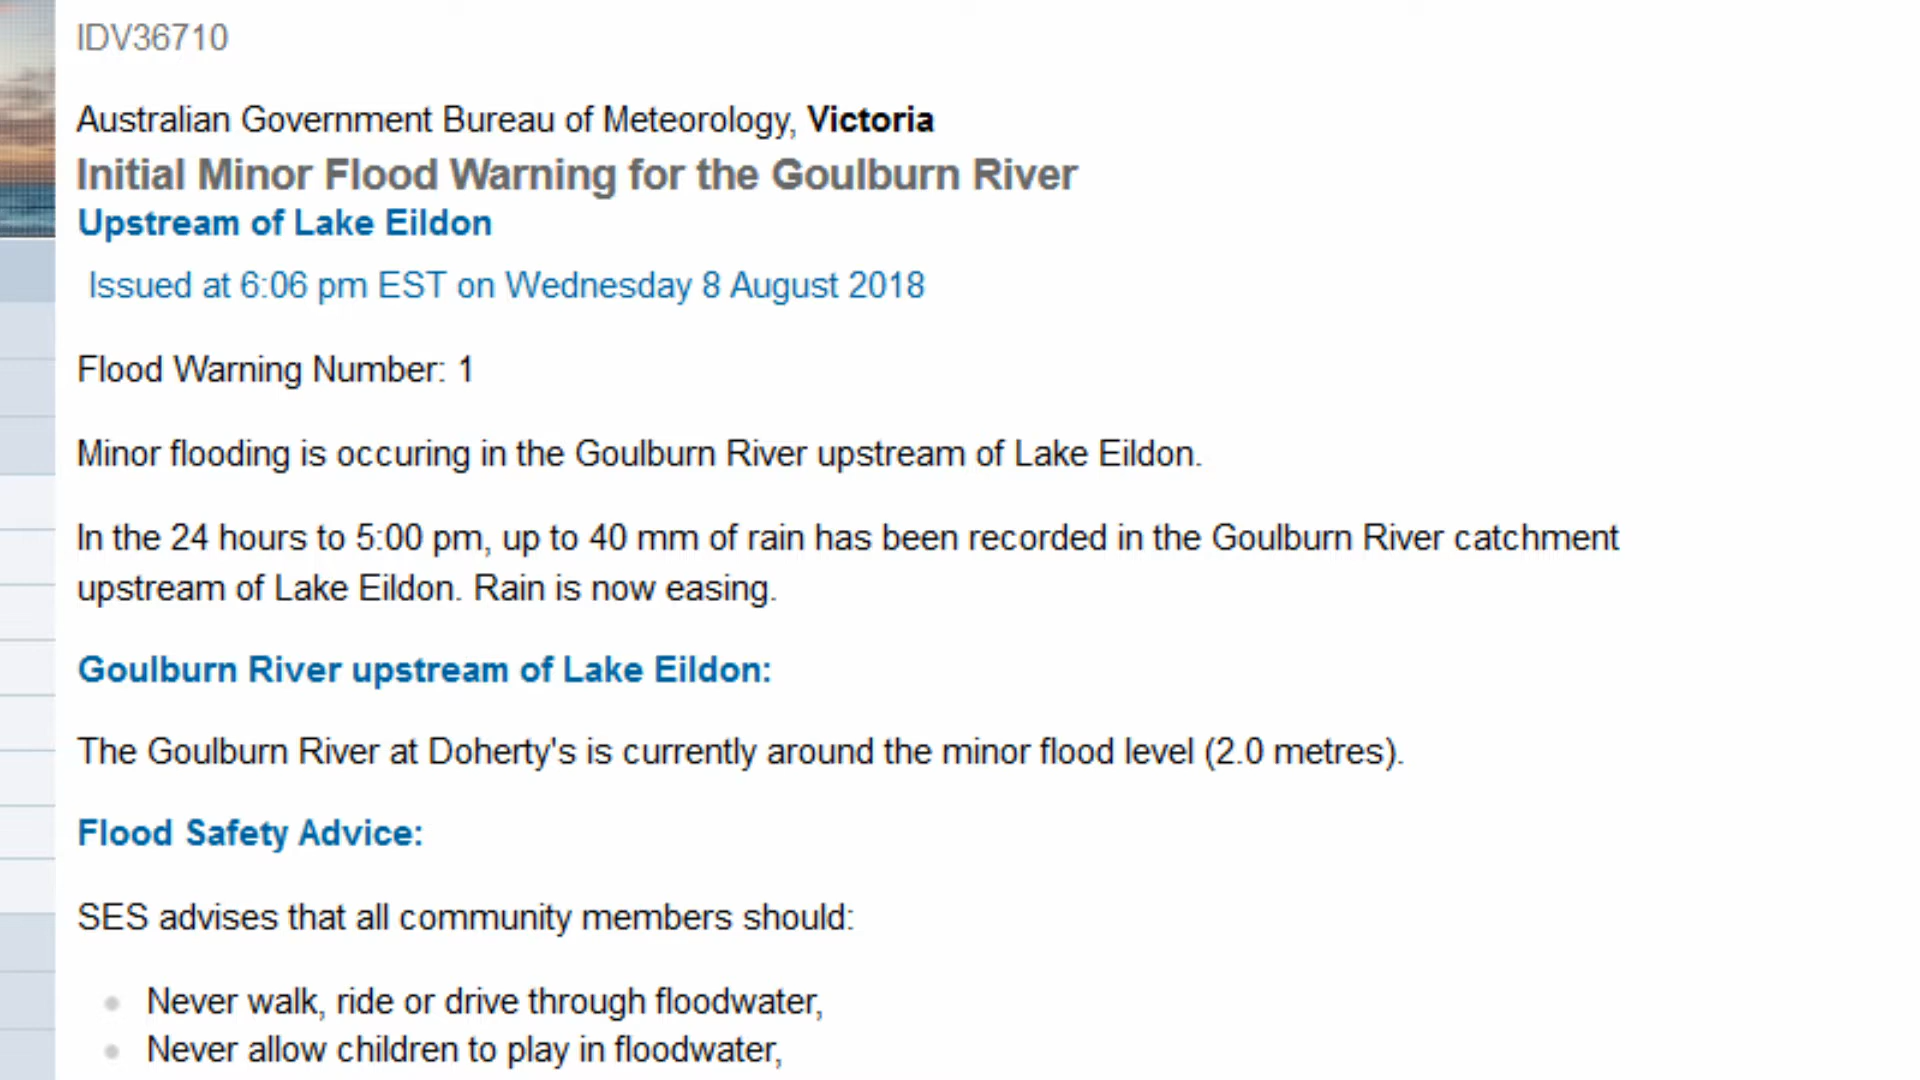 IDV36710
Australian Government Bureau of Meteorology, Victoria
Initial Minor Flood Warning for the Goulburn River
Upstream of Lake Eildon
Issued at 6:06 pm EST on Wednesday 8 August 2018
Flood Warning Number: 1
Minor flooding is occuring in the Goulburn River upstream of Lake Eildon.
In the 24 hours to 5:00 pm, up to 40 mm of rain has been recorded in the Goulburn River catchment
upstream of Lake Eildon. Rain is now easing.
Goulburn River upstream of Lake Eildon:
The Goulburn River at Doherty's is currently around the minor flood level (2.0 metres).
Flood Safety Advice:
SES advises that all community members should:
Never walk, ride or drive through floodwater,
Never allow children to play in floodwater,